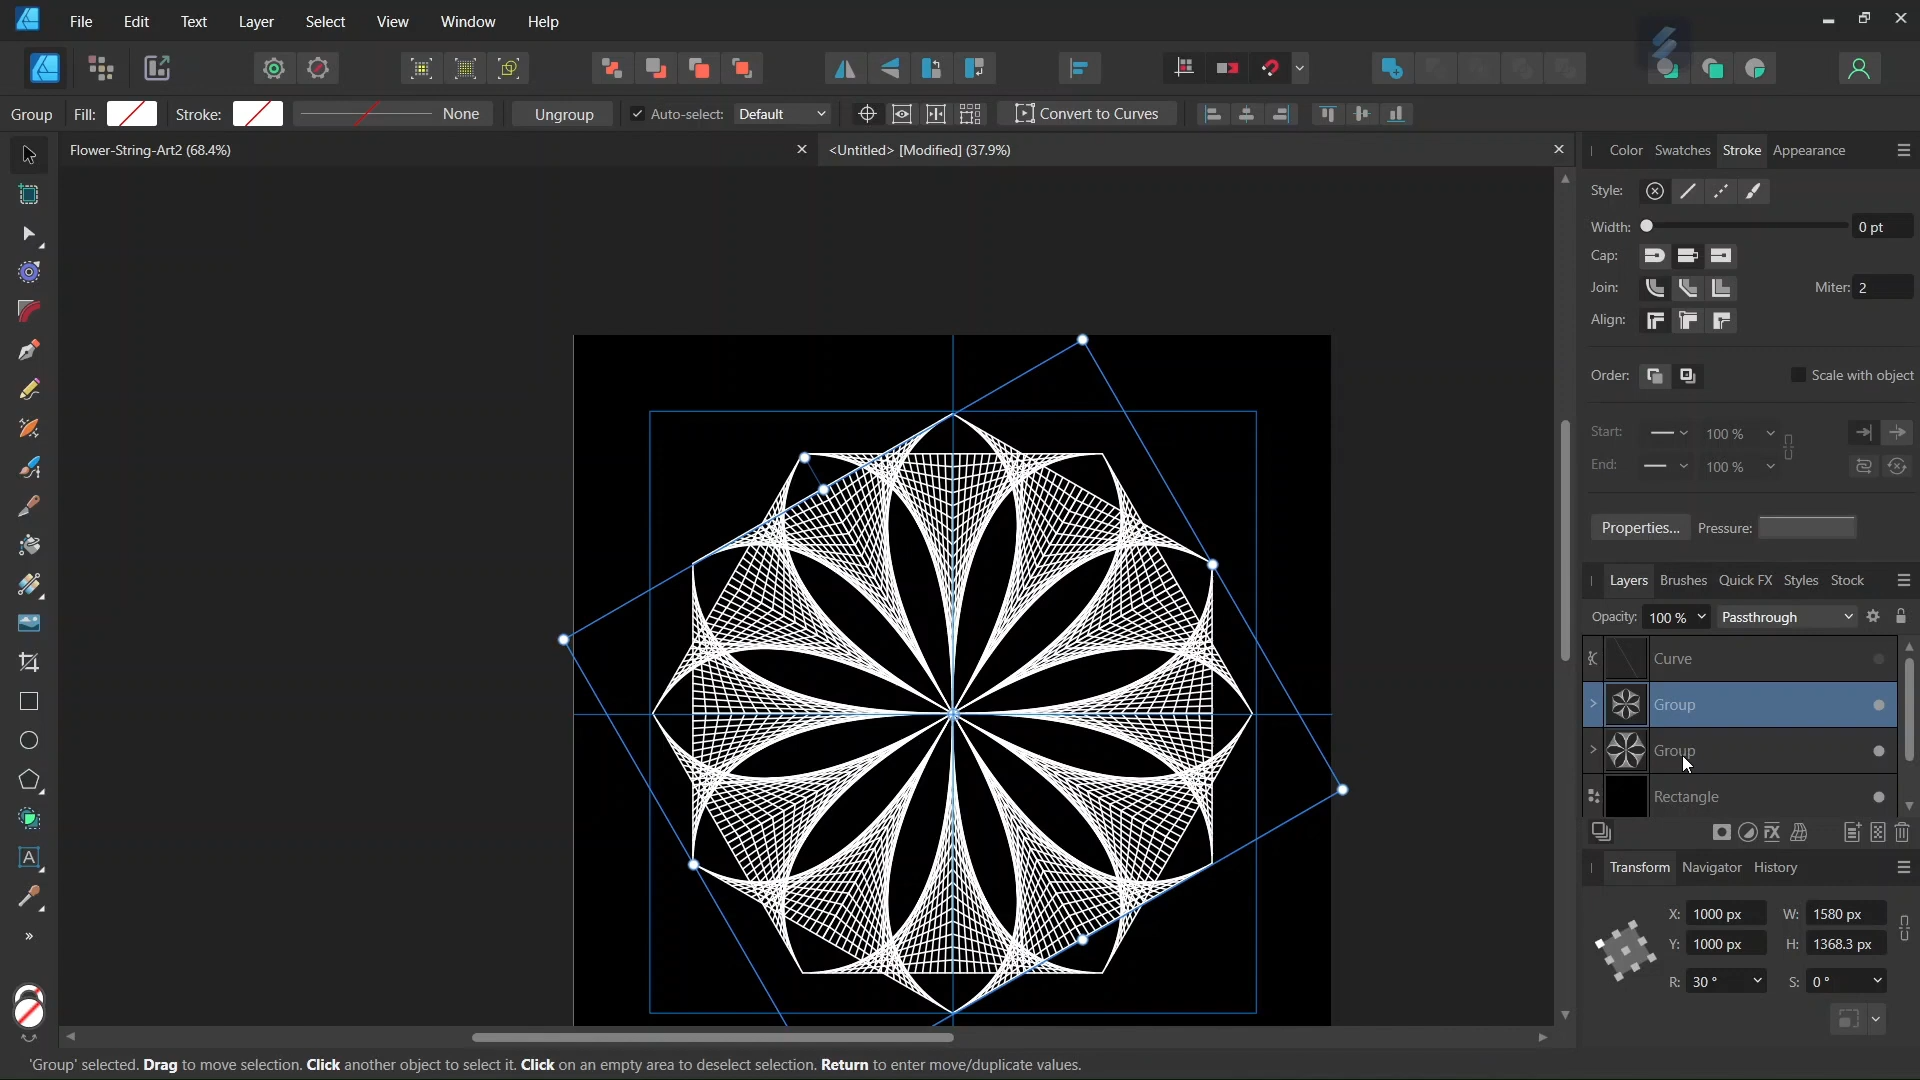 File Edit Text Layer Select View Window Help
Group Fill: Stroke: None Ungroup Auto-select: Default Convert to Curves
Flower-String-Art2 (68.4%) <Untitled> [Modified] (37.9%)
Color Swatches Stroke Appearance
Style:
Width: 0 pt
Cap:
Join: Miter: 2
Align:
Order: Scale with object
Start: 100 %
End: 100 %
Properties... Pressure:
Layers Brushes Quick FX Styles Stock
Opacity: 100 % Passthrough
Curve
Group
Group
Rectangle
Transform Navigator History
X: 1000 px W: 1580 px
Y: 1000 px H: 1368.3 px
R: 30 ° S: 0 °
'Group' selected. Drag to move selection. Click another object to select it. Click on an empty area to deselect selection. Return to enter move/duplicate values.